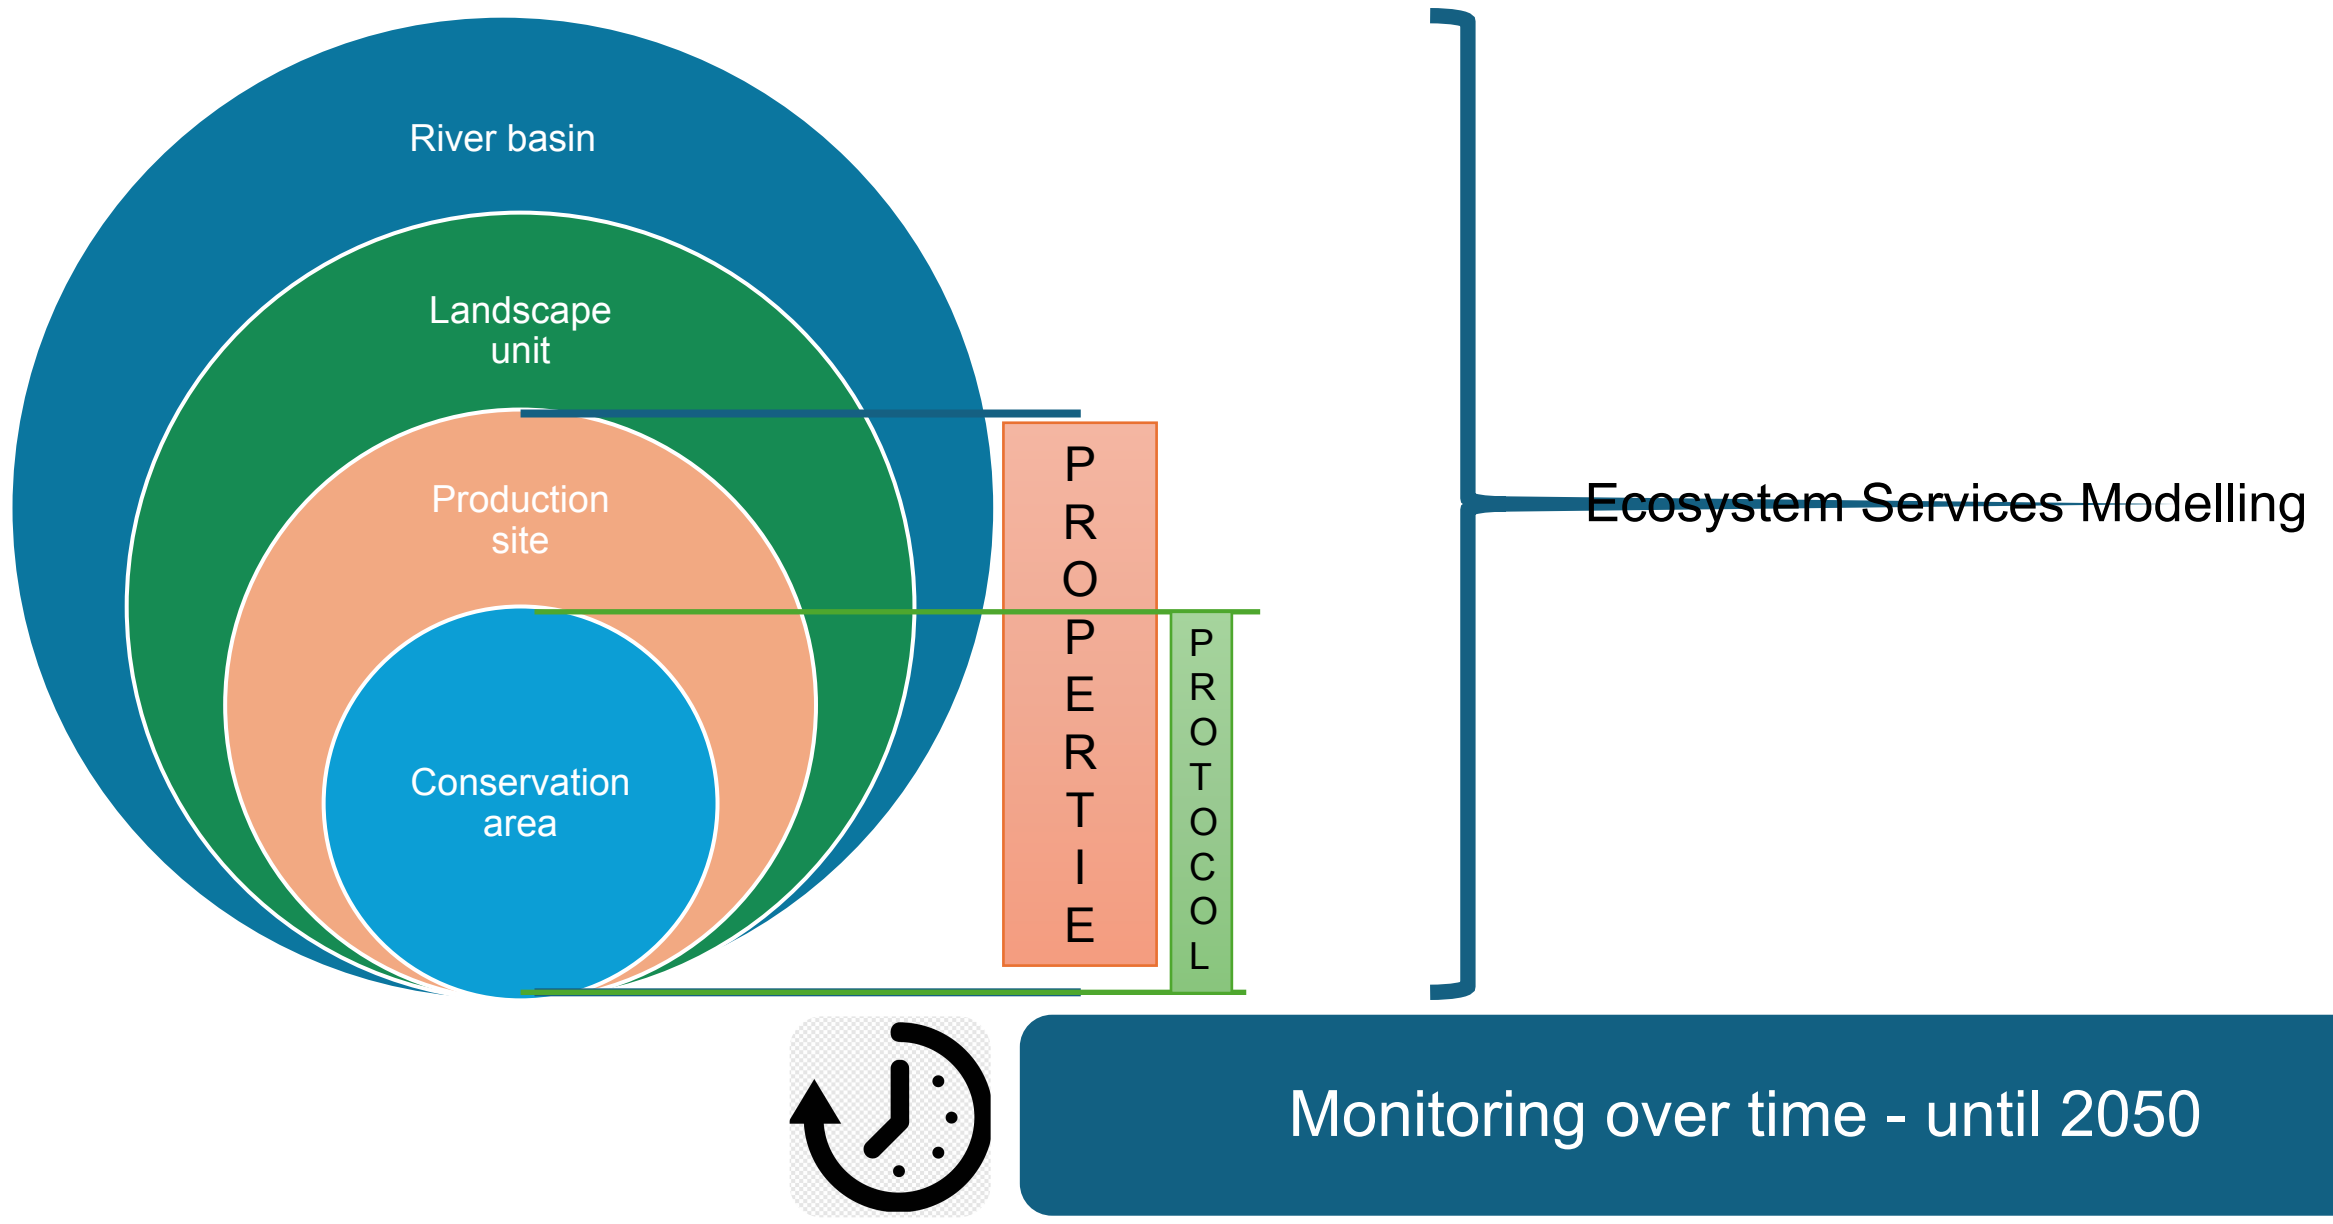 River basin
Landscape
unit
Production
site
Conservation
area
P
R
O
P
E
R
T
I
E
P
R
O
T
O
C
O
L
Ecosystem Services Modelling
Monitoring over time - until 2050